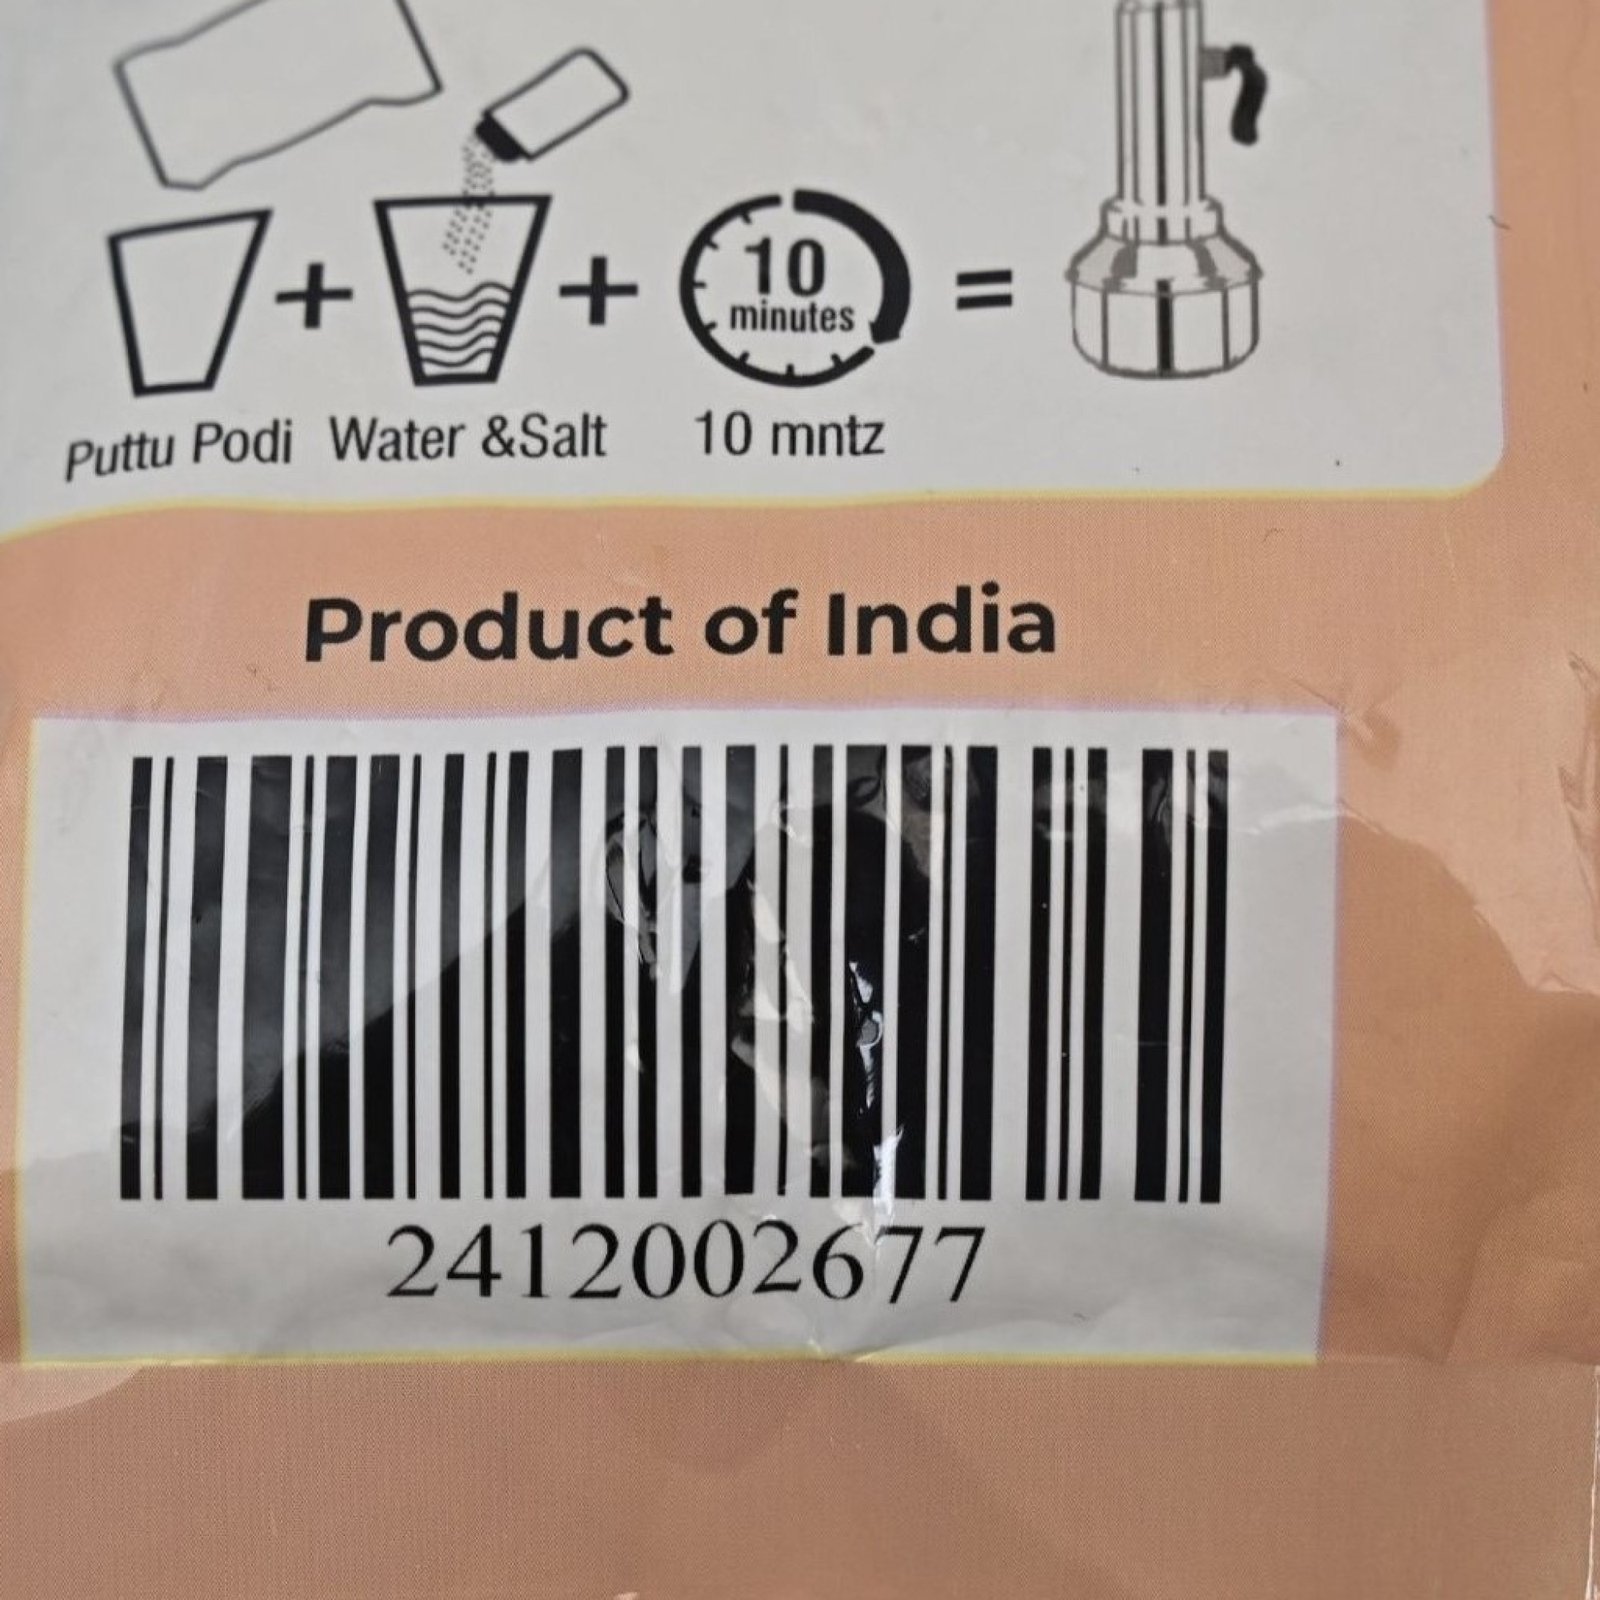 10
minutes
Puttu Podi Water &Salt 10 mntz
Product of India
2412002677